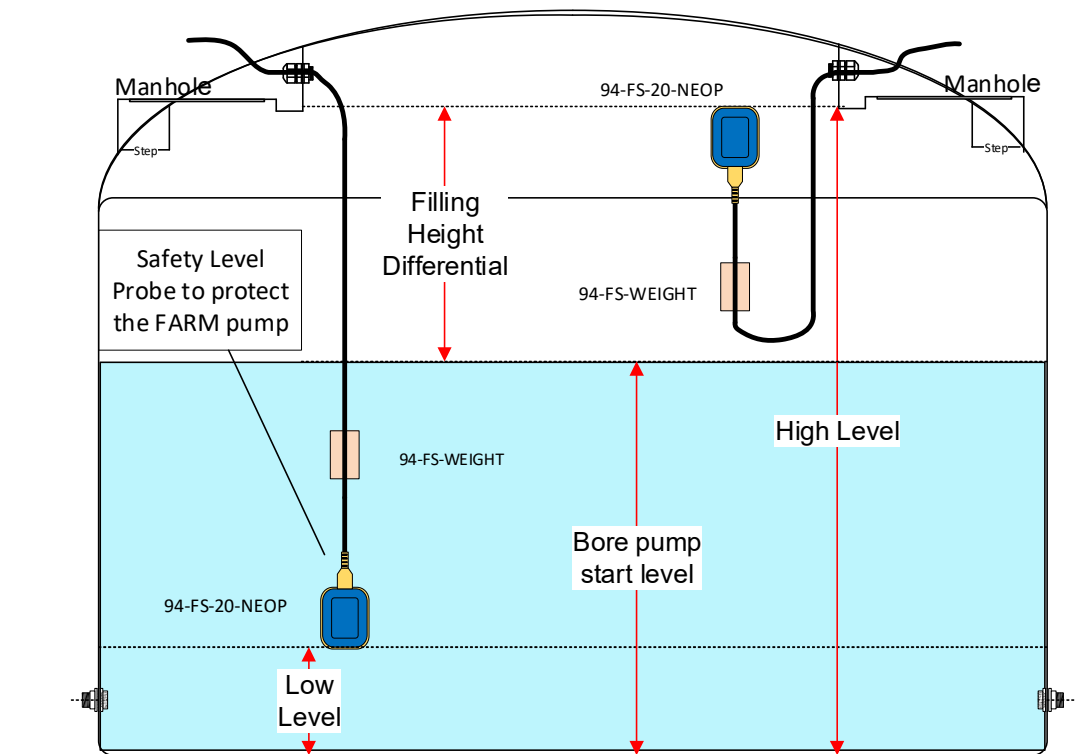 Manhole
94-FS-20-NEOP
Manhole
Step
Step
Filling
Height
Differential
Safety Level
Probe to protect
the FARM pump
94-FS-WEIGHT
High Level
94-FS-WEIGHT
Bore pump
start level
94-FS-20-NEOP
Low
Level